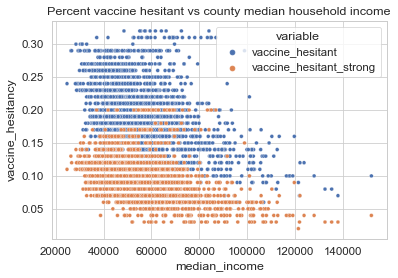 Percent vaccine hesitant vs county median household income
variable
vaccine_hesitant
vaccine_hesitant_strong
vaccine_hesitancy
0.30
0.25
0.20
0.15
0.10
0.05
20000 40000 60000 80000 100000 120000 140000
median_income